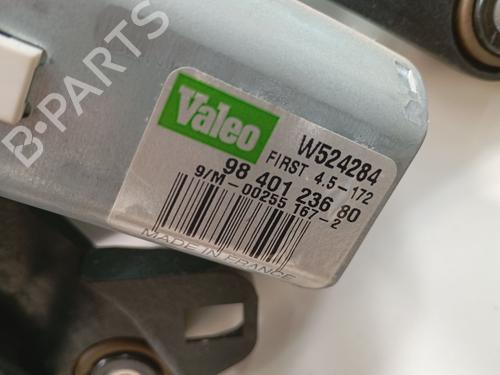 B-PARTS
Valeo
W524284
FIRST 4.5-172
98 401 236 80
9/M-00255 167-2
MADE IN FRANCE